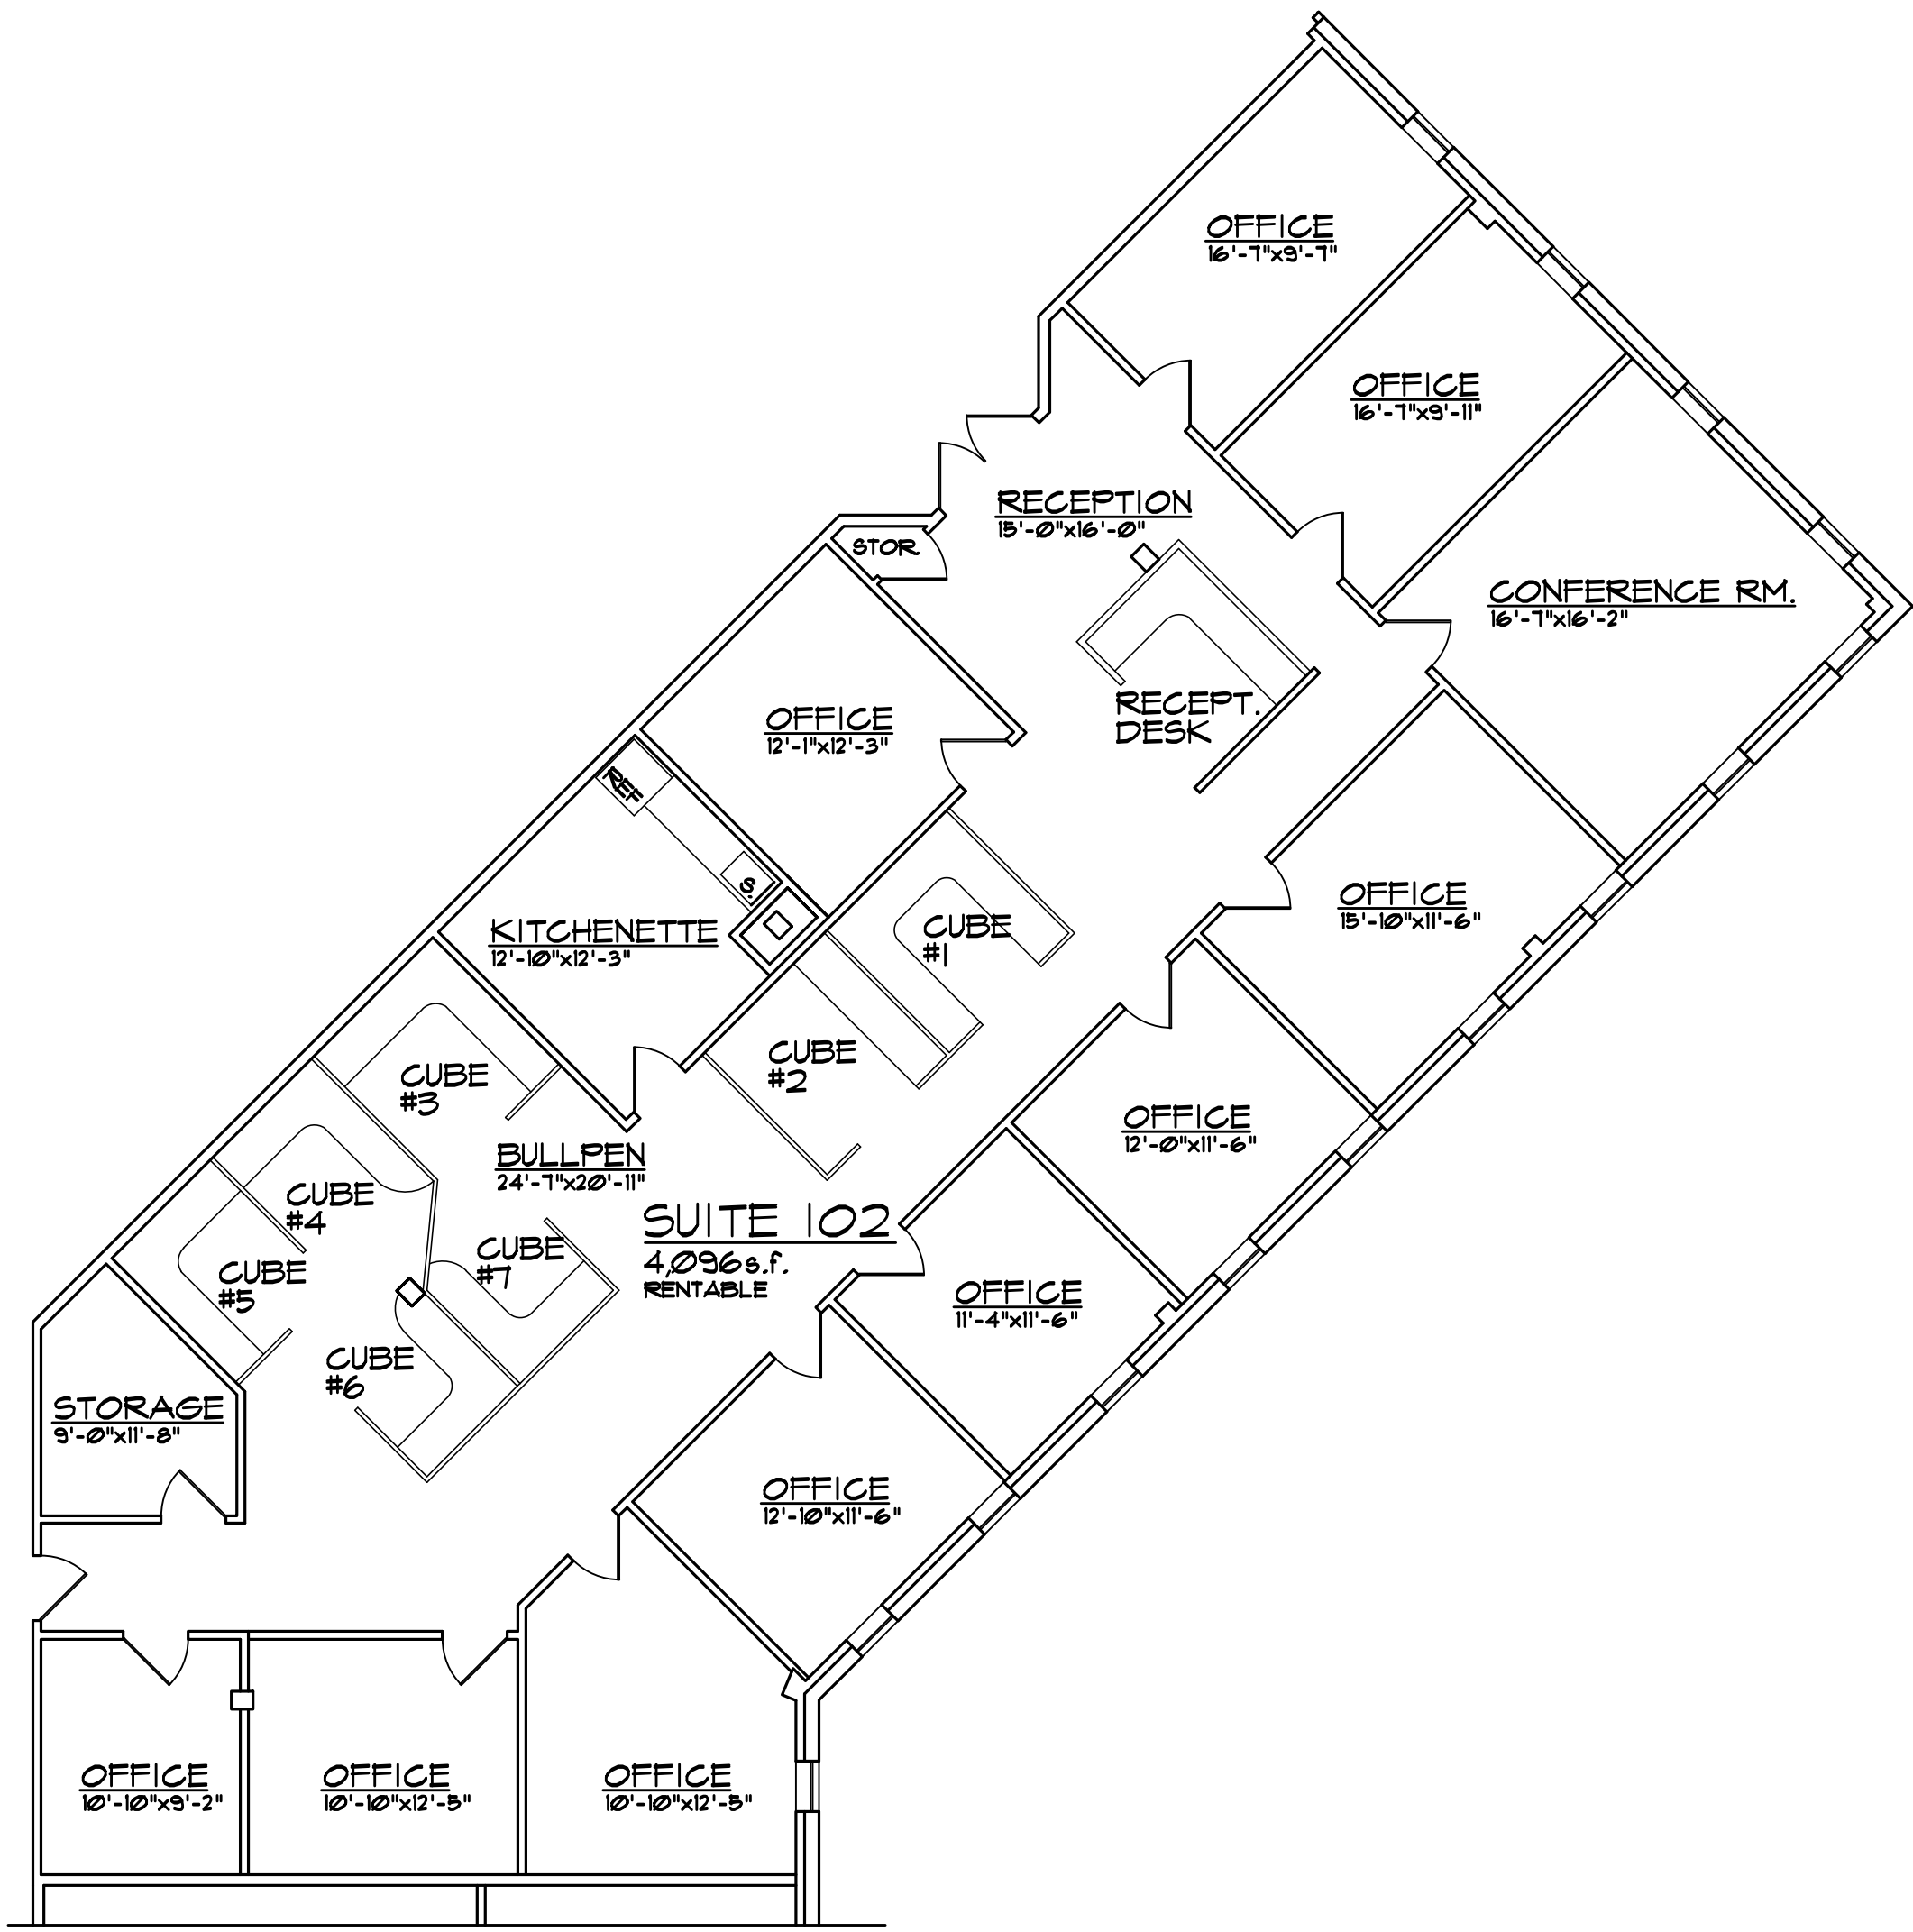 OFFICE
16'-7"x9'-7"
OFFICE
16'-7"x9'-11"
RECEPTION
15'-0"x16'-0"
STOR.
CONFERENCE RM.
16'-7"x16'-2"
RECEPT.
DESK
OFFICE
12'-1"x12'-3"
REF
S.
OFFICE
15'-10"x11'-6"
CUBE
#1
KITCHENETTE
12'-10"x12'-3"
CUBE
#2
CUBE
#3
OFFICE
12'-0"x11'-6"
BULLPEN
24'-7"x20'-11"
CUBE
#4
SUITE 102
4,096s.f.
RENTABLE
CUBE
#7
CUBE
#5
OFFICE
11'-4"x11'-6"
CUBE
#6
STORAGE
9'-0"x11'-8"
OFFICE
12'-10"x11'-6"
OFFICE
10'-10"x9'-2"
OFFICE
10'-10"x12'-5"
OFFICE
10'-10"x12'-5"